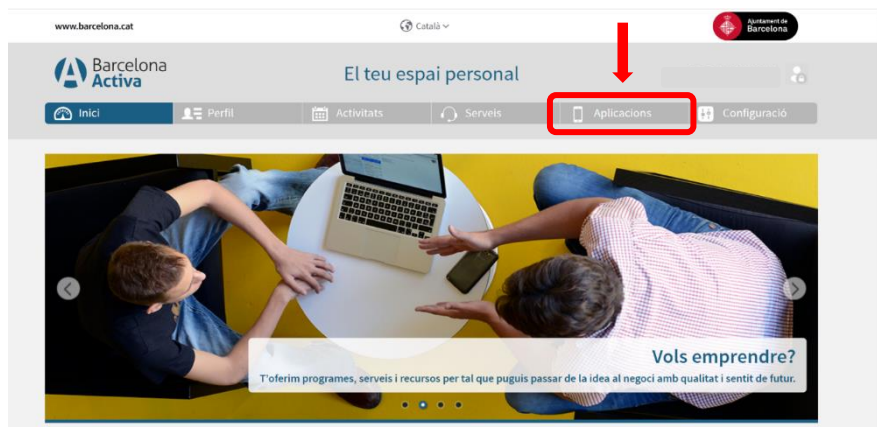 www.barcelona.cat
Català
Ajuntament de
Barcelona
Barcelona
Activa
El teu espai personal
Inici
Perfil
Activitats
Serveis
Aplicacions
Configuració
Vols emprendre?
T'oferim programes, serveis i recursos per tal que puguis passar de la idea al negoci amb qualitat i sentit de futur.